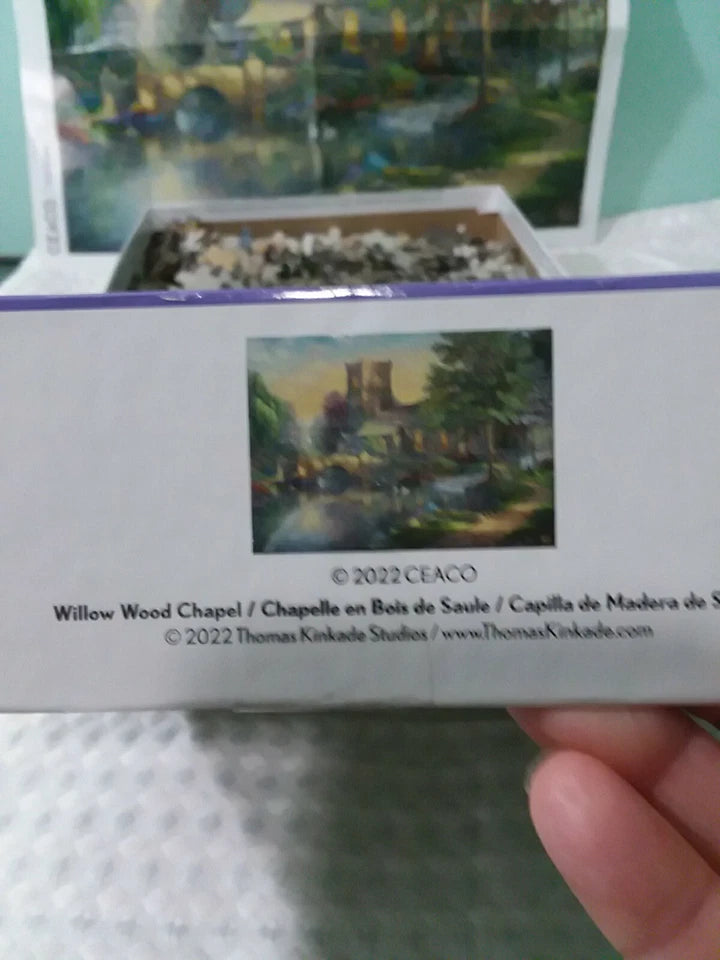 CEACO
© 2022 CEACO
Willow Wood Chapel / Chapelle en Bois de Saule / Capilla de Madera de S
© 2022 Thomas Kinkade Studios / www.ThomasKinkade.com